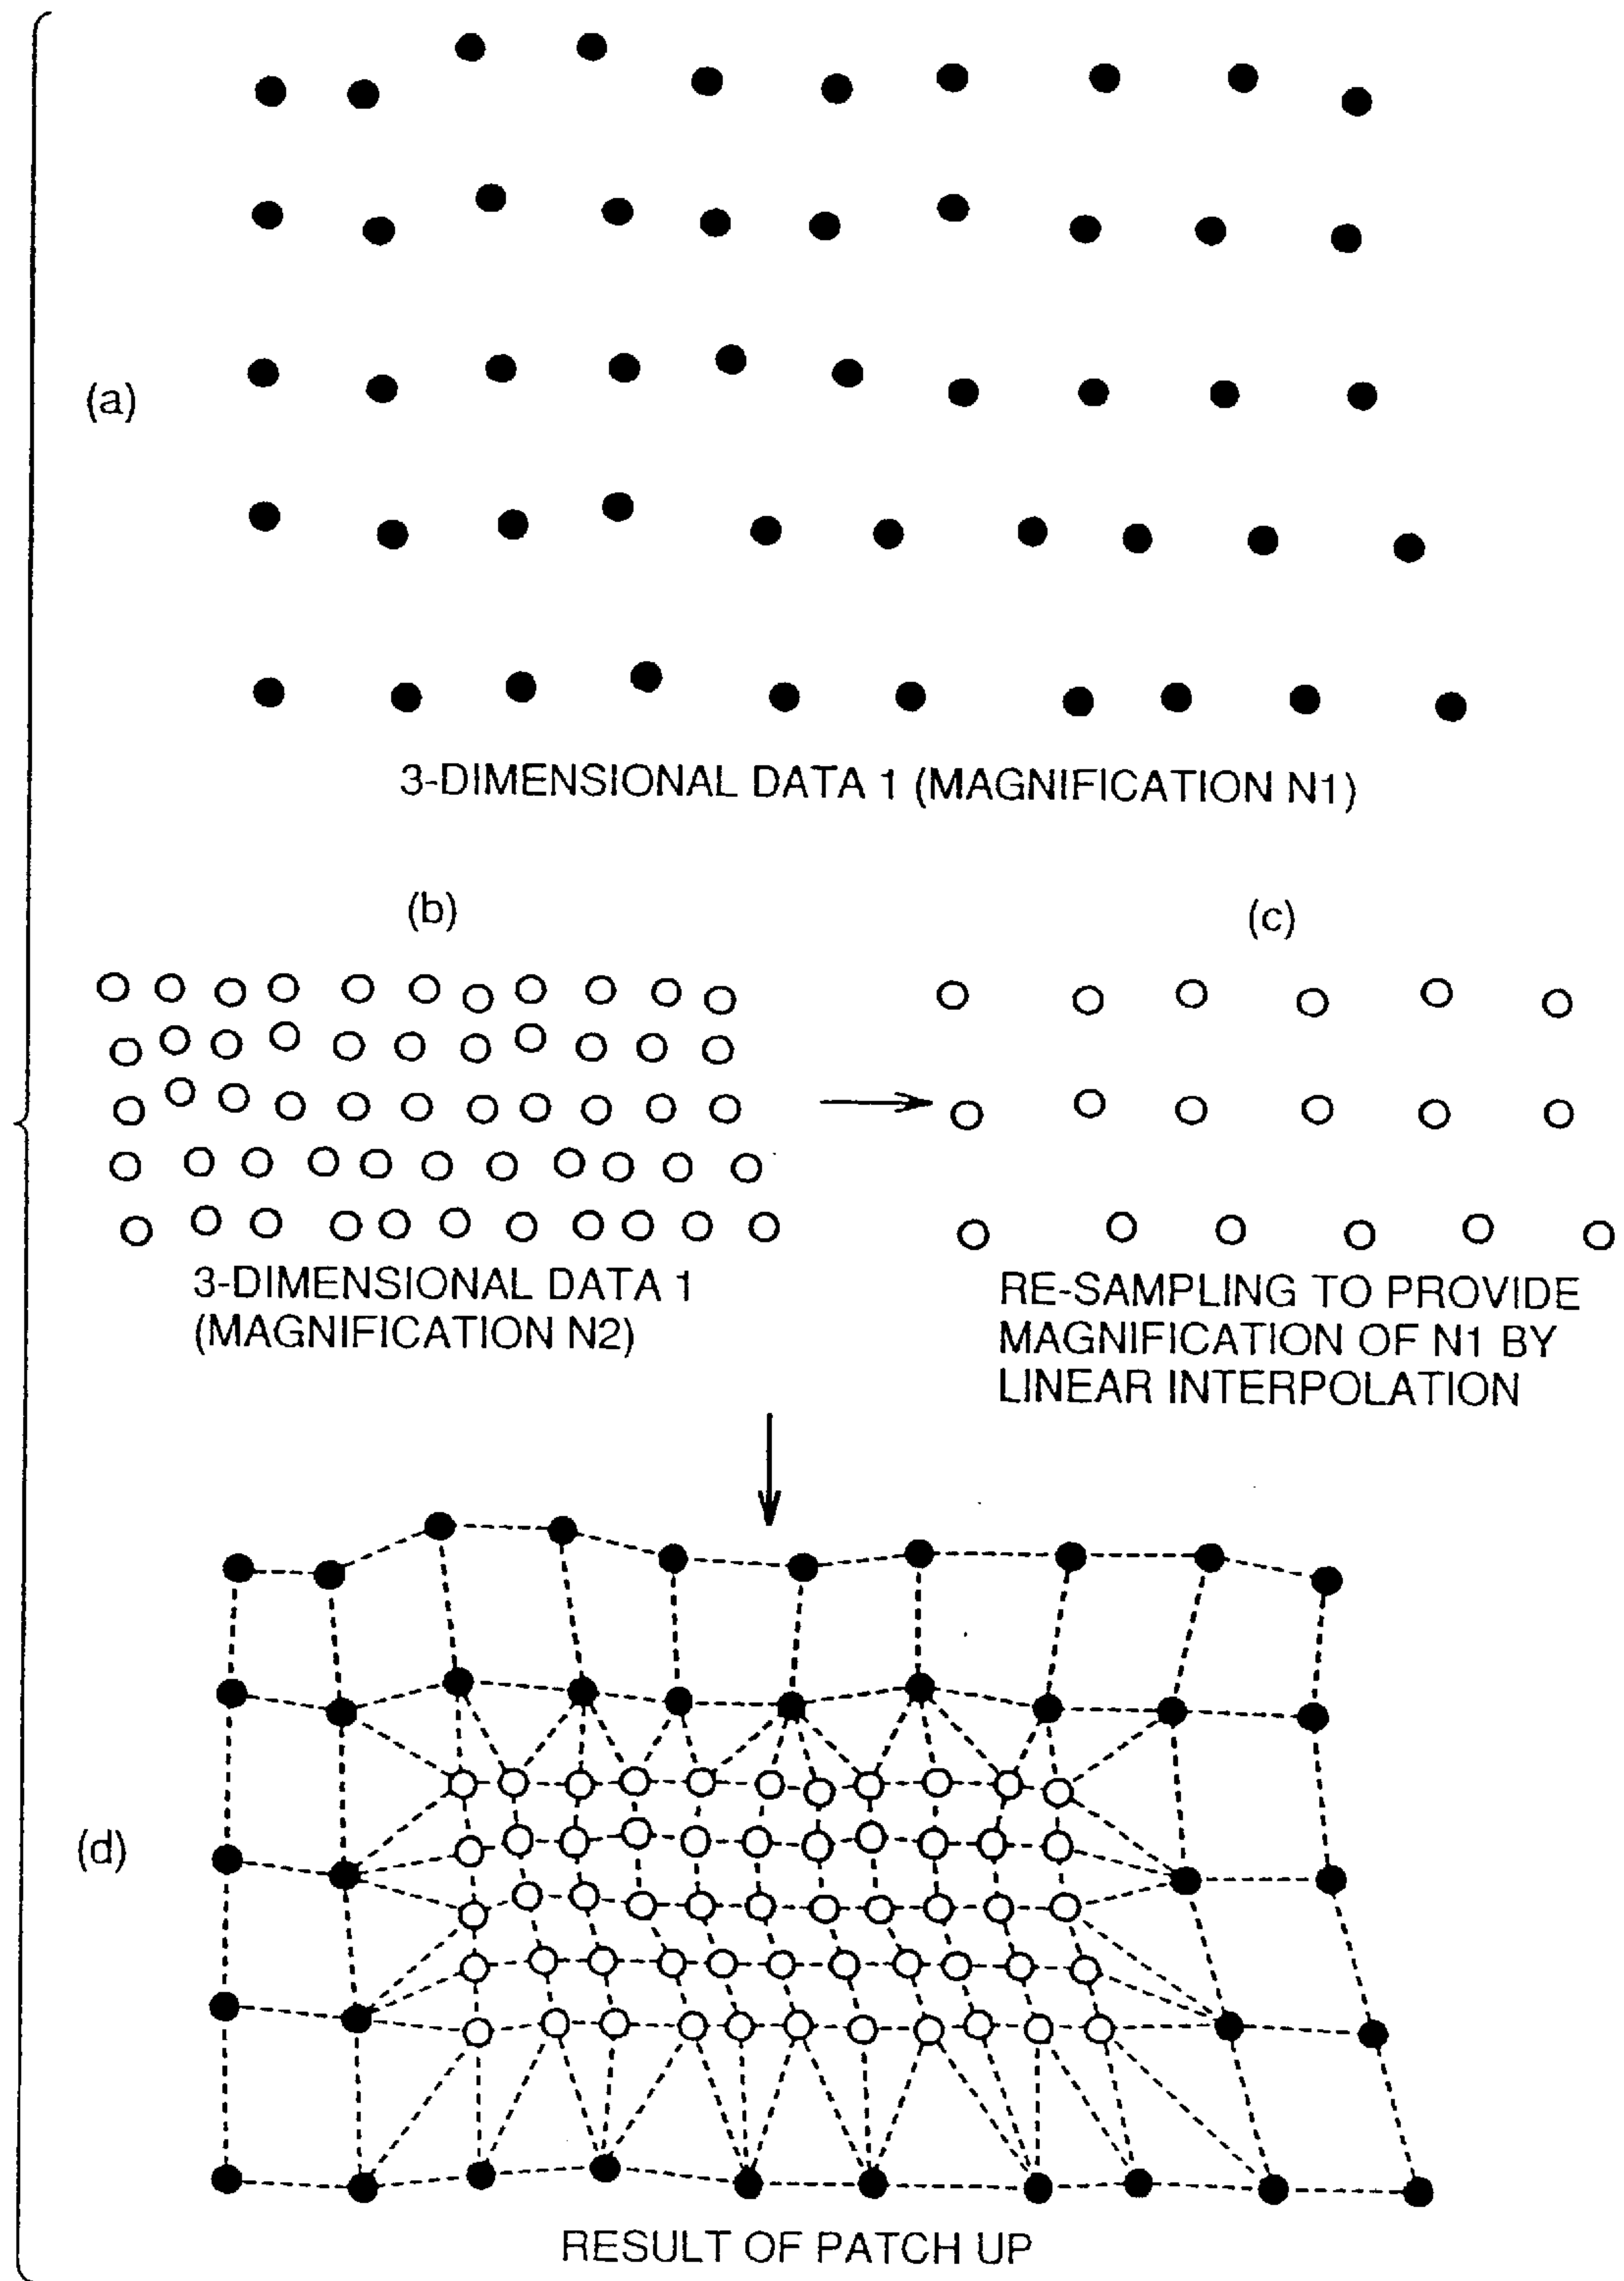 (a)
3-DIMENSIONAL DATA 1 (MAGNIFICATION N1)
(b)
(c)
3-DIMENSIONAL DATA 1
(MAGNIFICATION N2)
RE-SAMPLING TO PROVIDE
MAGNIFICATION OF N1 BY
LINEAR INTERPOLATION
(d)
RESULT OF PATCH UP